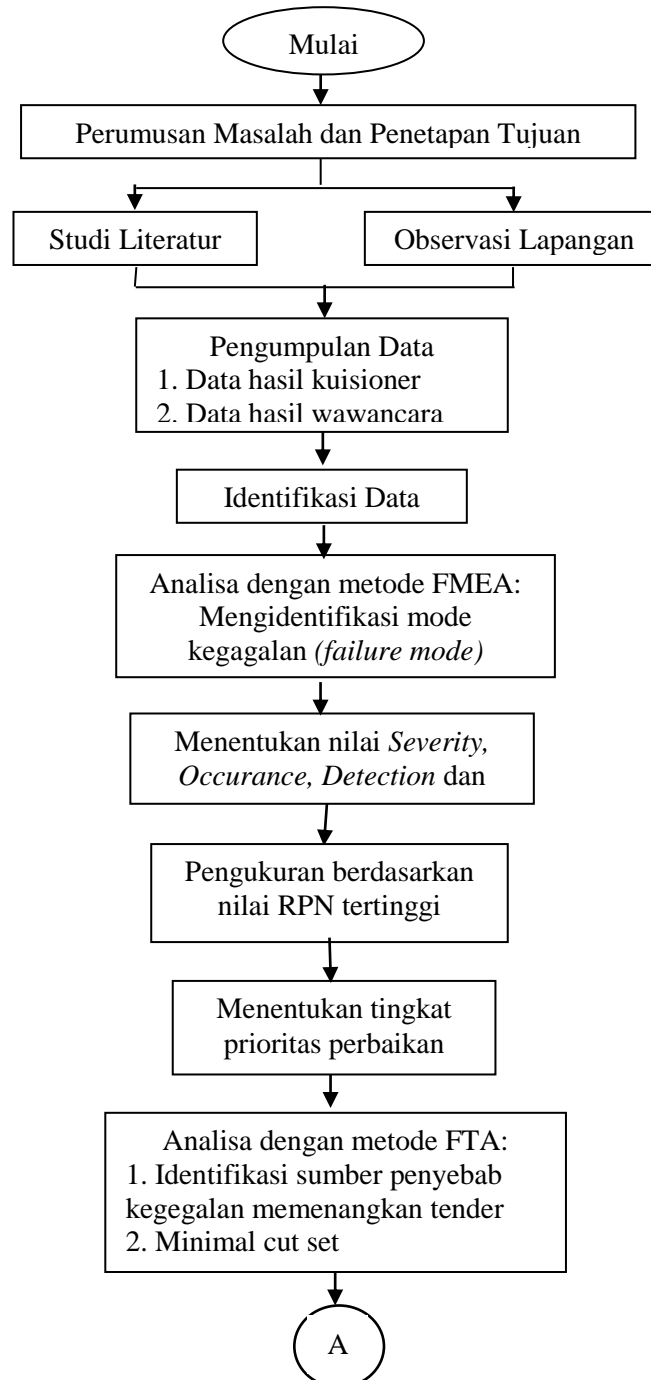 Mulai
Perumusan Masalah dan Penetapan Tujuan
Studi Literatur
Observasi Lapangan
Pengumpulan Data
1. Data hasil kuisioner
2. Data hasil wawancara
Identifikasi Data
Analisa dengan metode FMEA:
Mengidentifikasi mode
kegagalan (failure mode)
Menentukan nilai Severity,
Occurance, Detection dan
Pengukuran berdasarkan
nilai RPN tertinggi
Menentukan tingkat
prioritas perbaikan
Analisa dengan metode FTA:
1. Identifikasi sumber penyebab
kegegalan memenangkan tender
2. Minimal cut set
A